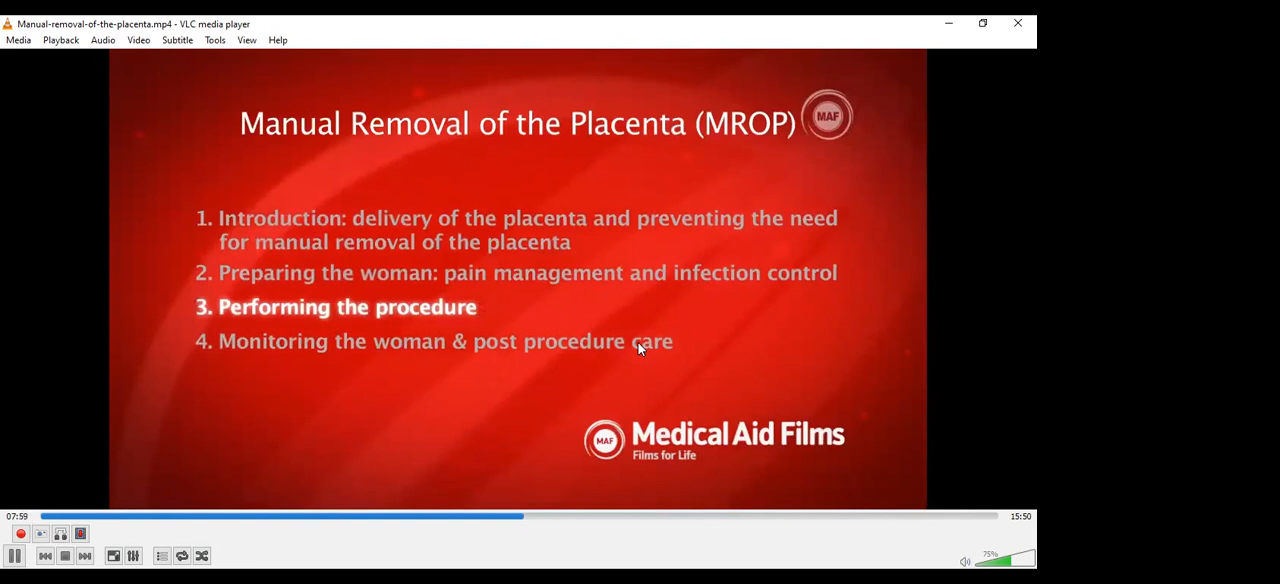 Manual-removal-of-the-placenta.mp4 - VLC media player
Media Playback Audio Video Subtitle Tools View Help
Manual Removal of the Placenta (MROP)
MAF
1. Introduction: delivery of the placenta and preventing the need
for manual removal of the placenta
2. Preparing the woman: pain management and infection control
3. Performing the procedure
4. Monitoring the woman & post procedure care
MAF
Medical Aid Films
Films for Life
07:59
15:50
75%